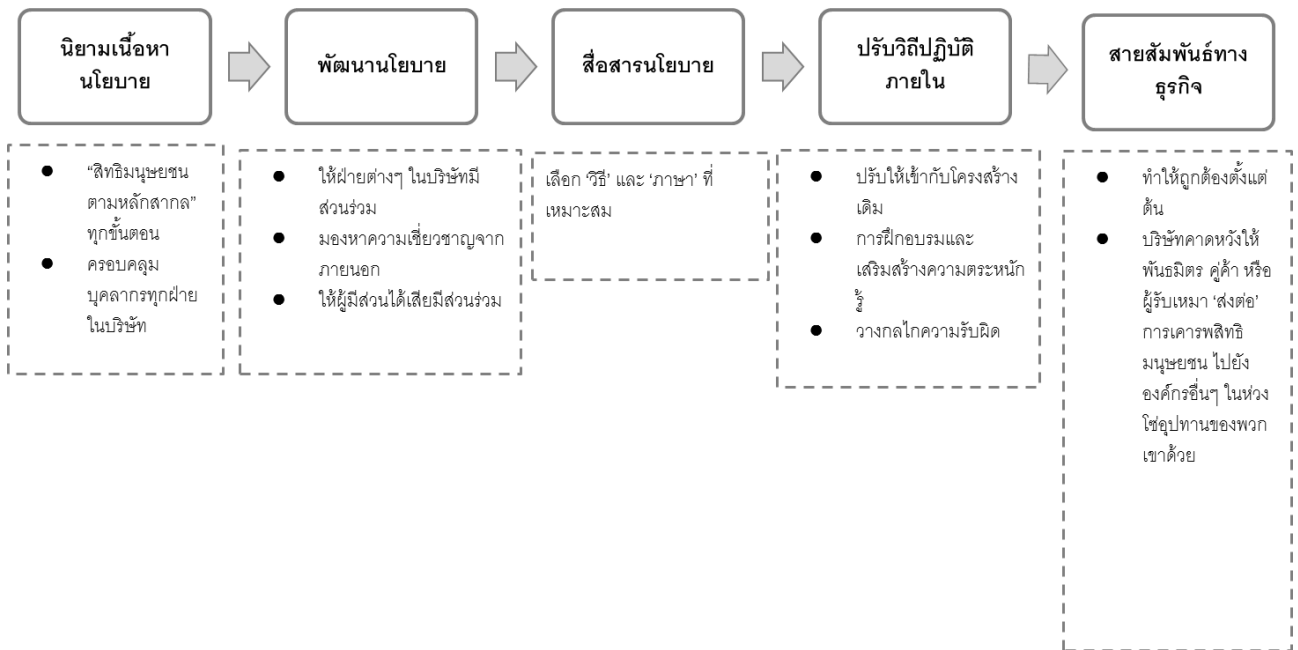 นิยามเนื้อหา
นโยบาย
พัฒนานโยบาย
สื่อสารนโยบาย
ปรับวิถีปฏิบัติ
ภายใน
สายสัมพันธ์ทาง
ธุรกิจ
● “สิทธิมนุษยชน
ตามหลักสากล”
ทุกขั้นตอน
● ครอบคลุม
บุคลากรทุกฝ่าย
ในบริษัท
● ให้ฝ่ายต่างๆ ในบริษัทมี
ส่วนร่วม
● มองหาความเชี่ยวชาญจาก
ภายนอก
● ให้ผู้มีส่วนได้เสียมีส่วนร่วม
เลือก ‘วิธี’ และ ‘ภาษา’ ที่
เหมาะสม
● ปรับให้เข้ากับโครงสร้าง
เดิม
● การฝึกอบรมและ
เสริมสร้างความตระหนัก
รู้
● วางกลไกความรับผิด
● ทำให้ถูกต้องตั้งแต่
ต้น
● บริษัทคาดหวังให้
พันธมิตร คู่ค้า หรือ
ผู้รับเหมา ‘ส่งต่อ’
การเคารพสิทธิ
มนุษยชน ไปยัง
องค์กรอื่นๆ ในห่วง
โซ่อุปทานของพวก
เขาด้วย